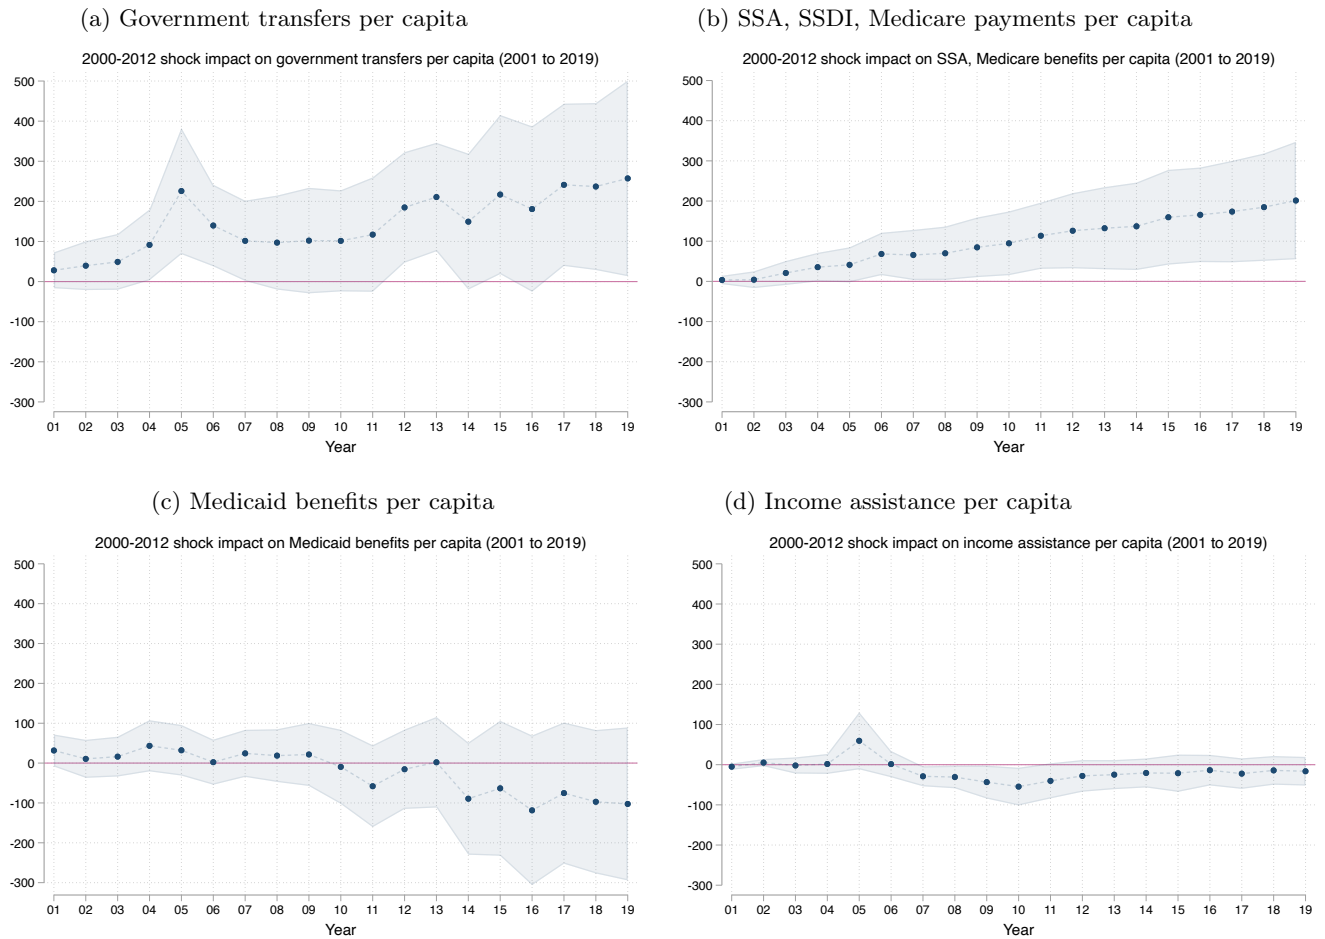 (a) Government transfers per capita
2000-2012 shock impact on government transfers per capita (2001 to 2019)
500
400
300
200
100
0
-100
-200
-300
01 02 03 04 05 06 07 08 09 10 11 12 13 14 15 16 17 18 19
Year
(b) SSA, SSDI, Medicare payments per capita
2000-2012 shock impact on SSA, Medicare benefits per capita (2001 to 2019)
500
400
300
200
100
0
-100
-200
-300
01 02 03 04 05 06 07 08 09 10 11 12 13 14 15 16 17 18 19
Year
(c) Medicaid benefits per capita
2000-2012 shock impact on Medicaid benefits per capita (2001 to 2019)
500
400
300
200
100
0
-100
-200
-300
01 02 03 04 05 06 07 08 09 10 11 12 13 14 15 16 17 18 19
Year
(d) Income assistance per capita
2000-2012 shock impact on income assistance per capita (2001 to 2019)
500
400
300
200
100
0
-100
-200
-300
01 02 03 04 05 06 07 08 09 10 11 12 13 14 15 16 17 18 19
Year